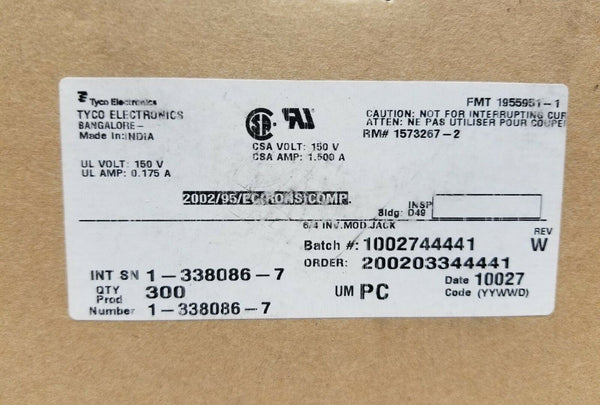 Tyco Electronics
TYCO ELECTRONICS
BANGALORE-
Made in:INDIA
UL VOLT: 150 V
UL AMP: 0.175 A
CSA VOLT: 150 V
CSA AMP: 1.500 A
FMT 1955951-1
CAUTION: NOT FOR INTERRUPTING CUR
ATTEN: NE PAS UTILISER POUR COUPE
RM# 1573267-2
2002/95/EC ROHS COMP.
INSP
Bldg: D49
6/4 INV.MOD.JACK
REV
Batch #: 1002744441 W
ORDER: 200203344441
INT SN 1-338086-7
Date 10027
Code (YYWWD)
QTY 300
UM PC
Prod
Number 1-338086-7